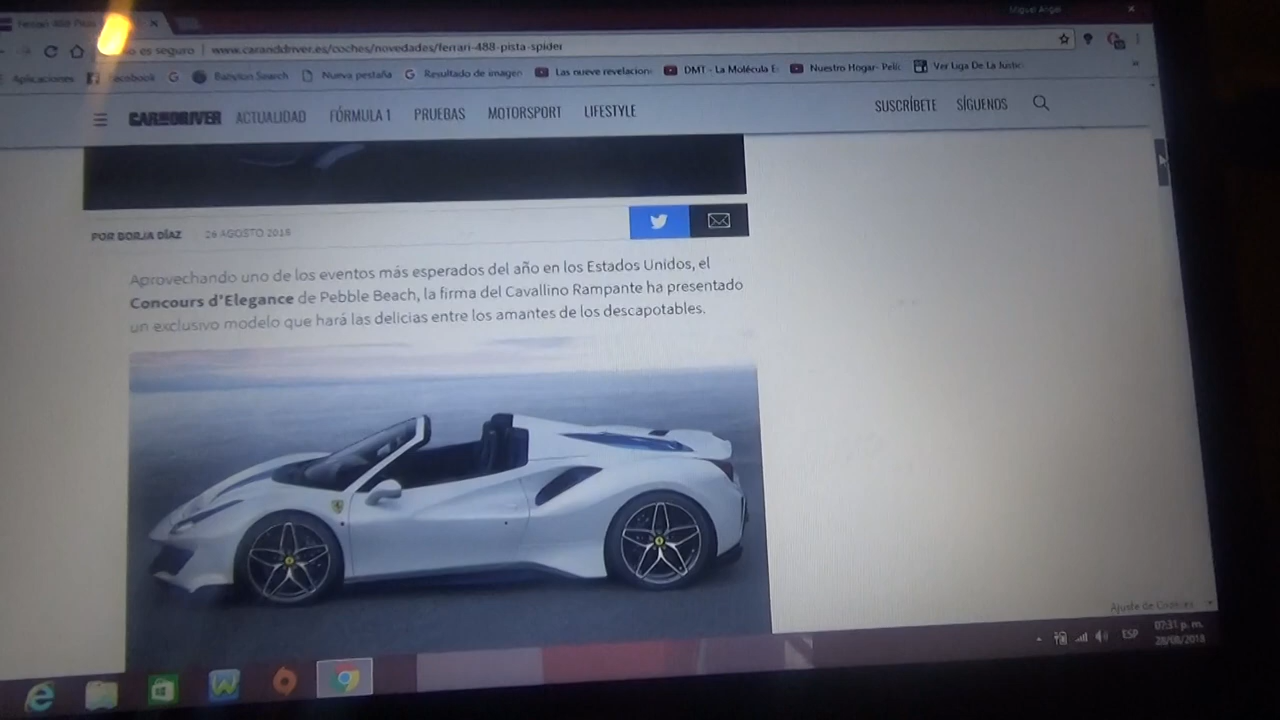 Ferrari 488 Pista
Miguel Angel
es seguro | www.caranddriver.es/coches/novedades/ferrari-488-pista-spider
Aplicaciones Facebook Babylon Search Nueva pestaña Resultado de imagen Las nueve revelacion DMT - La Molécula E Nuestro Hogar- Pelí Ver Liga De La Justic
CAR AND DRIVER ACTUALIDAD FÓRMULA 1 PRUEBAS MOTORSPORT LIFESTYLE SUSCRÍBETE SÍGUENOS
POR BORJA DÍAZ 26 AGOSTO 2018
Aprovechando uno de los eventos más esperados del año en los Estados Unidos, el
Concours d'Elegance de Pebble Beach, la firma del Cavallino Rampante ha presentado
un exclusivo modelo que hará las delicias entre los amantes de los descapotables.
Ajuste de
ESP
07:31 p. m.
28/08/2018